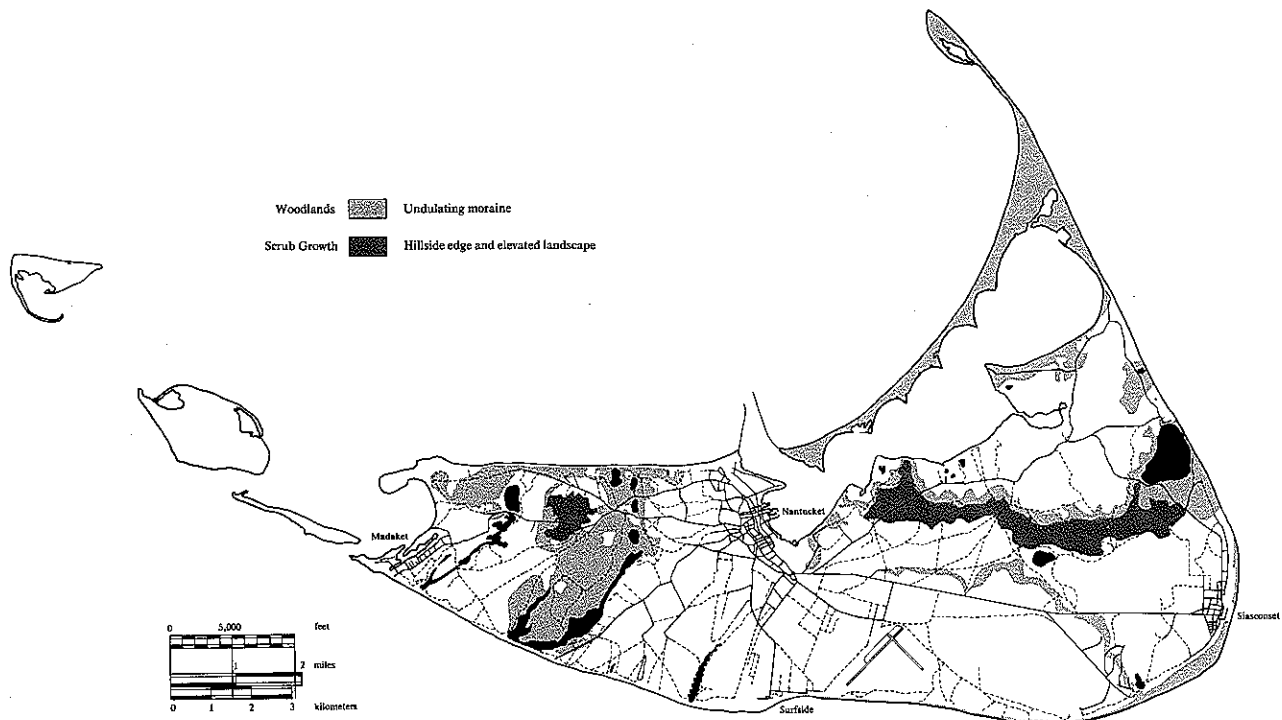 Woodlands Undulating moraine
Scrub Growth Hillside edge and elevated landscape
Nantucket
Madaket
Siasconset
Surfside
0 5,000 feet
1 2 miles
0 1 2 3 kilometers